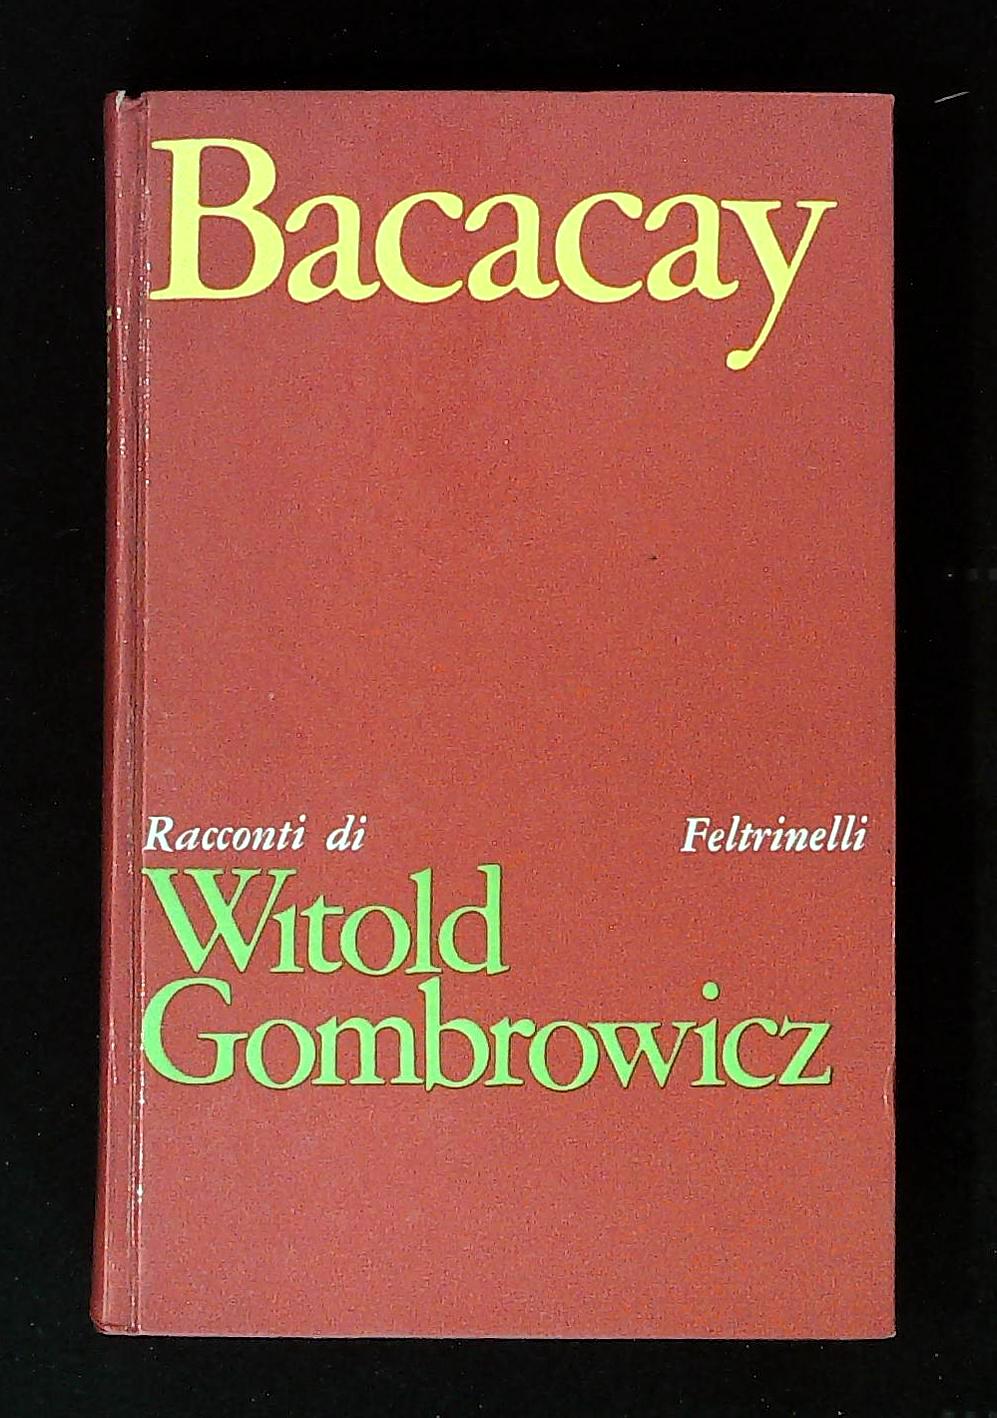 Bacacay
Racconti di Feltrinelli
Witold
Gombrowicz